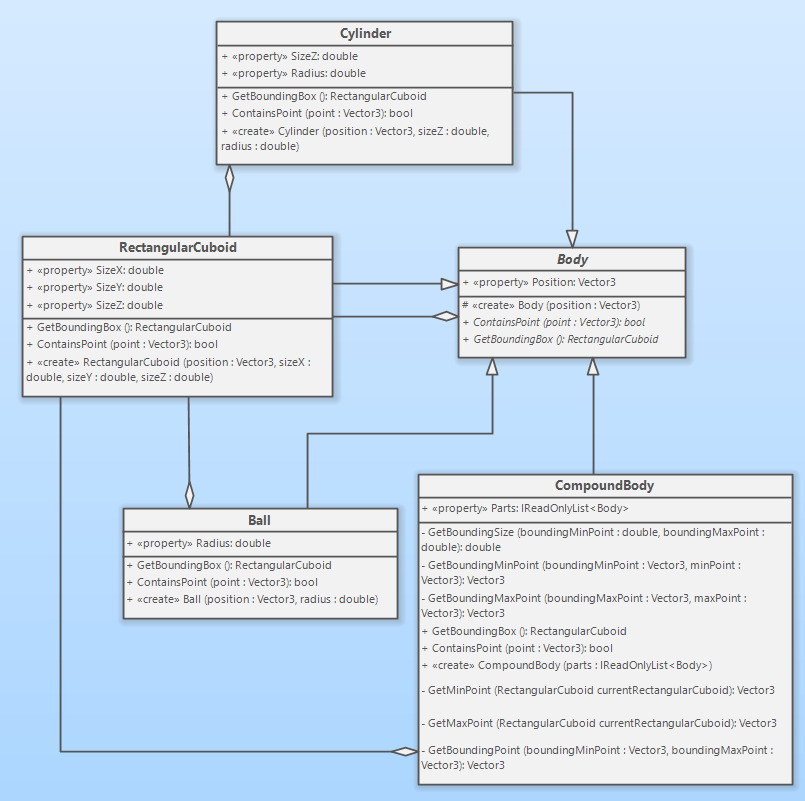 Cylinder
+ «property» SizeZ: double
+ «property» Radius: double
+ GetBoundingBox (): RectangularCuboid
+ ContainsPoint (point : Vector3): bool
+ «create» Cylinder (position : Vector3, sizeZ : double,
radius : double)
RectangularCuboid
+ «property» SizeX: double
+ «property» SizeY: double
+ «property» SizeZ: double
+ GetBoundingBox (): RectangularCuboid
+ ContainsPoint (point : Vector3): bool
+ «create» RectangularCuboid (position : Vector3, sizeX :
double, sizeY : double, sizeZ : double)
Body
+ «property» Position: Vector3
# «create» Body (position : Vector3)
+ ContainsPoint (point : Vector3): bool
+ GetBoundingBox (): RectangularCuboid
Ball
+ «property» Radius: double
+ GetBoundingBox (): RectangularCuboid
+ ContainsPoint (point : Vector3): bool
+ «create» Ball (position : Vector3, radius : double)
CompoundBody
+ «property» Parts: IReadOnlyList<Body>
- GetBoundingSize (boundingMinPoint : double, boundingMaxPoint :
double): double
- GetBoundingMinPoint (boundingMinPoint : Vector3, minPoint :
Vector3): Vector3
- GetBoundingMaxPoint (boundingMaxPoint : Vector3, maxPoint :
Vector3): Vector3
+ GetBoundingBox (): RectangularCuboid
+ ContainsPoint (point : Vector3): bool
+ «create» CompoundBody (parts : IReadOnlyList<Body>)
- GetMinPoint (RectangularCuboid currentRectangularCuboid): Vector3
- GetMaxPoint (RectangularCuboid currentRectangularCuboid): Vector3
- GetBoundingPoint (boundingMinPoint : Vector3, boundingMaxPoint :
Vector3): Vector3